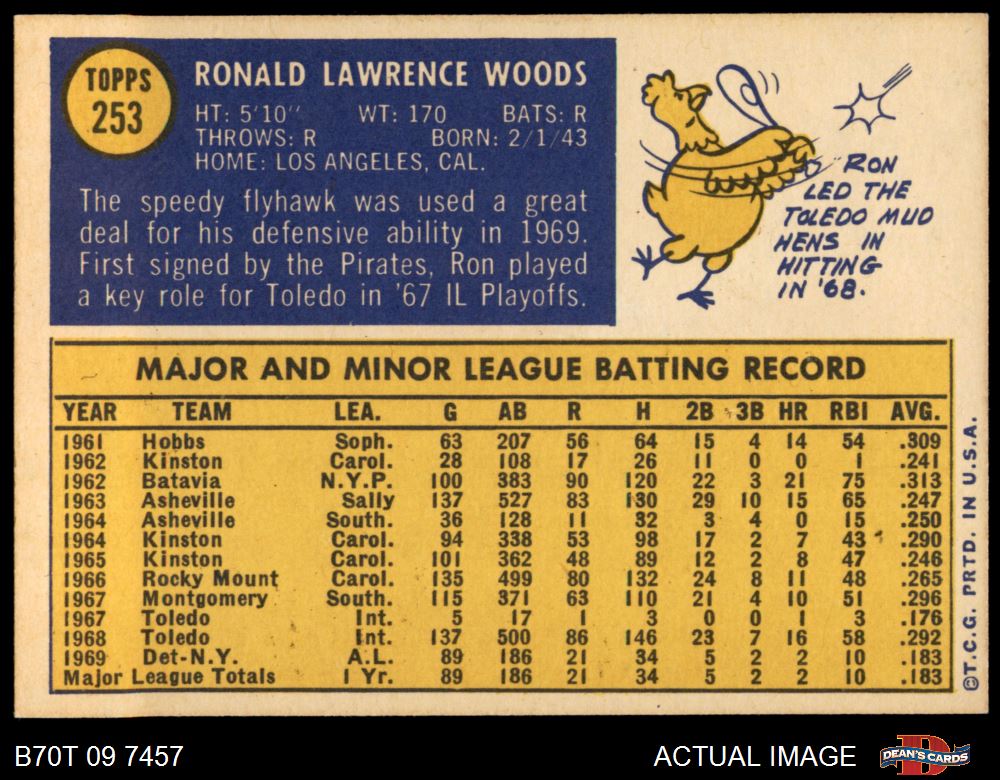 TOPPS
253
RONALD LAWRENCE WOODS
HT: 5'10" WT: 170 BATS: R
THROWS: R BORN: 2/1/43
HOME: LOS ANGELES, CAL.
The speedy flyhawk was used a great
deal for his defensive ability in 1969.
First signed by the Pirates, Ron played
a key role for Toledo in '67 IL Playoffs.
RON
LED THE
TOLEDO MUD
HENS IN
HITTING
IN '68.
MAJOR AND MINOR LEAGUE BATTING RECORD
YEAR TEAM LEA. G AB R H 2B 3B HR RBI AVG.
1961 Hobbs Soph. 63 207 56 64 15 4 14 54 .309
1962 Kinston Carol. 28 108 17 26 11 0 0 1 .241
1962 Batavia N.Y.P. 100 383 90 120 22 3 21 75 .313
1963 Asheville Sally 137 527 83 130 29 10 15 65 .247
1964 Asheville South. 36 128 11 32 3 4 0 15 .250
1964 Kinston Carol. 94 338 53 98 17 2 7 43 .290
1965 Kinston Carol. 101 362 48 89 12 2 8 47 .246
1966 Rocky Mount Carol. 135 499 80 132 24 8 11 48 .265
1967 Montgomery South. 115 371 63 110 21 4 10 51 .296
1967 Toledo Int. 5 17 1 3 0 0 1 3 .176
1968 Toledo Int. 137 500 86 146 23 7 16 58 .292
1969 Det-N.Y. A.L. 89 186 21 34 5 2 2 10 .183
Major League Totals 1 Yr. 89 186 21 34 5 2 2 10 .183
©T.C.G. PRTD. IN U.S.A.
B70T 09 7457
ACTUAL IMAGE
D
DEAN'S CARDS